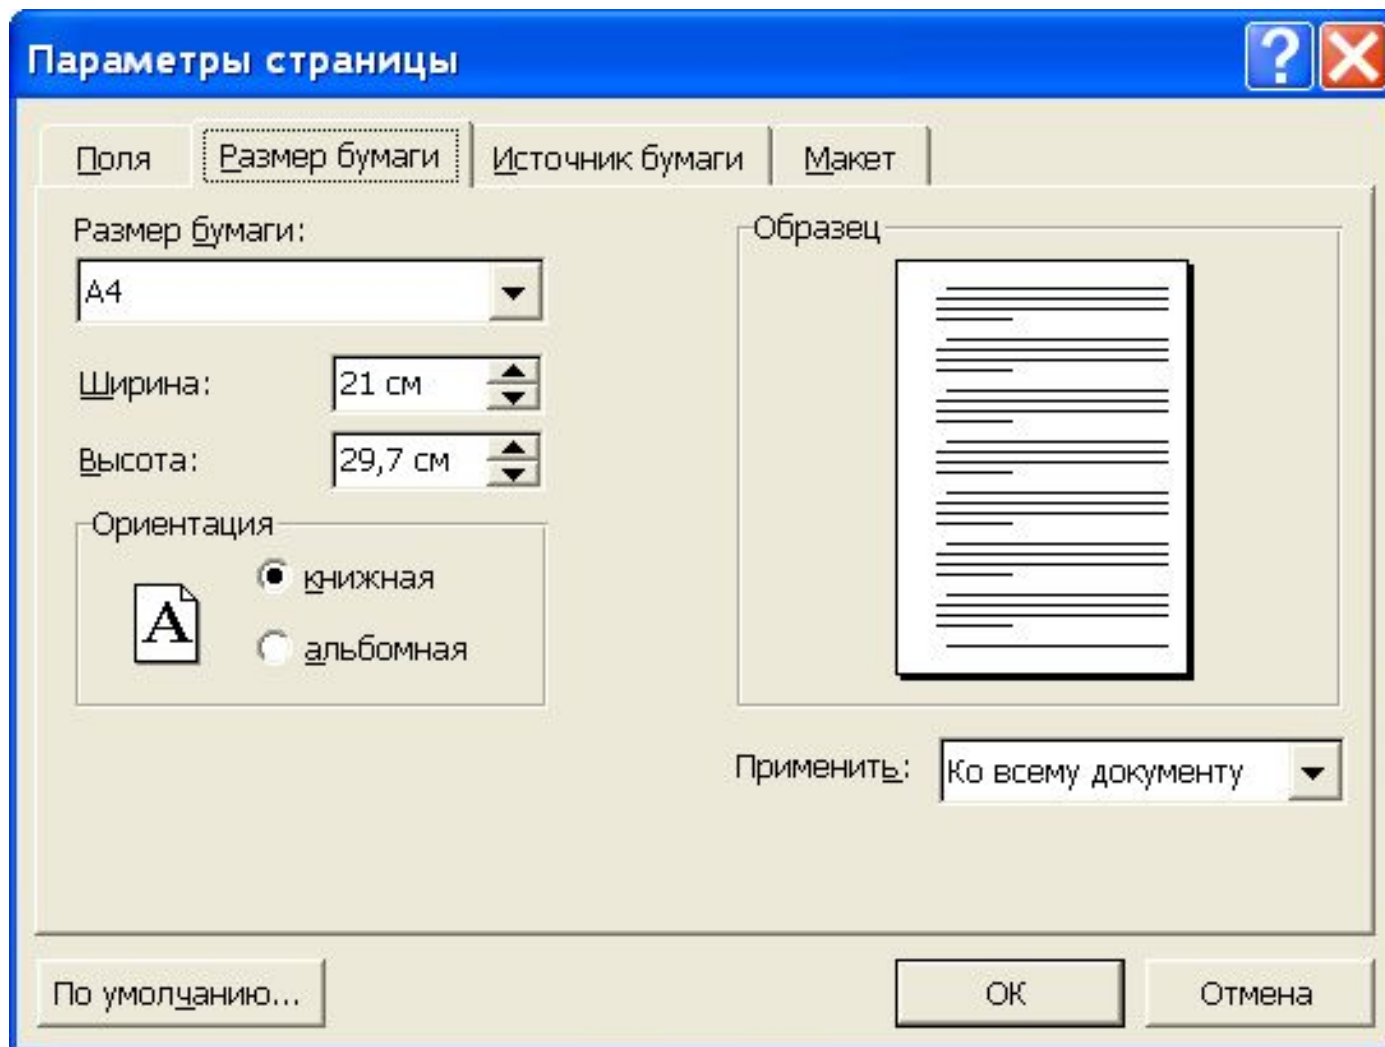 Параметры страницы
Поля
Размер бумаги
Источник бумаги
Макет
Размер бумаги:
A4
Ширина:
21 см
Высота:
29,7 см
Ориентация
A
книжная
альбомная
Образец
Применить:
Ко всему документу
По умолчанию...
ОК
Отмена